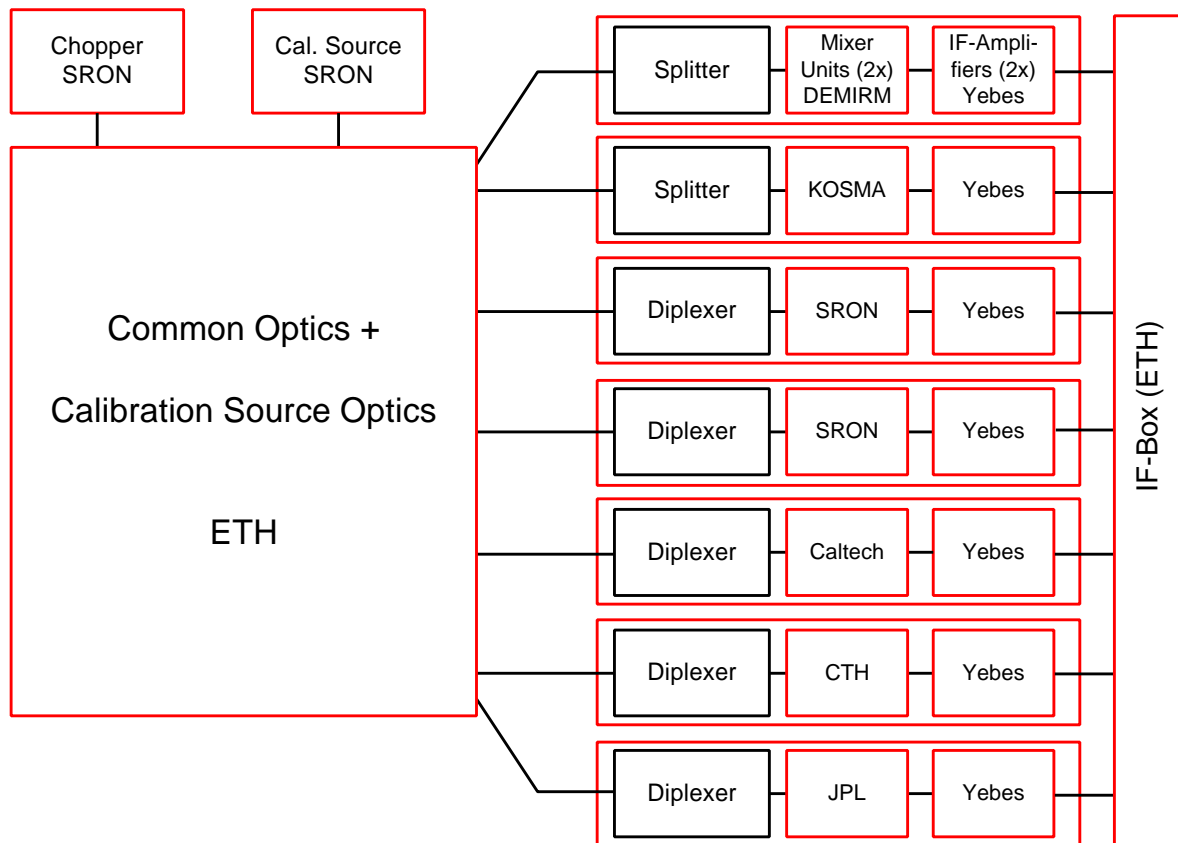 Chopper
SRON
Cal. Source
SRON
Common Optics +
Calibration Source Optics
ETH
Splitter
Mixer
Units (2x)
DEMIRM
IF-Ampli-
fiers (2x)
Yebes
Splitter
KOSMA
Yebes
Diplexer
SRON
Yebes
Diplexer
SRON
Yebes
Diplexer
Caltech
Yebes
Diplexer
CTH
Yebes
Diplexer
JPL
Yebes
IF-Box (ETH)